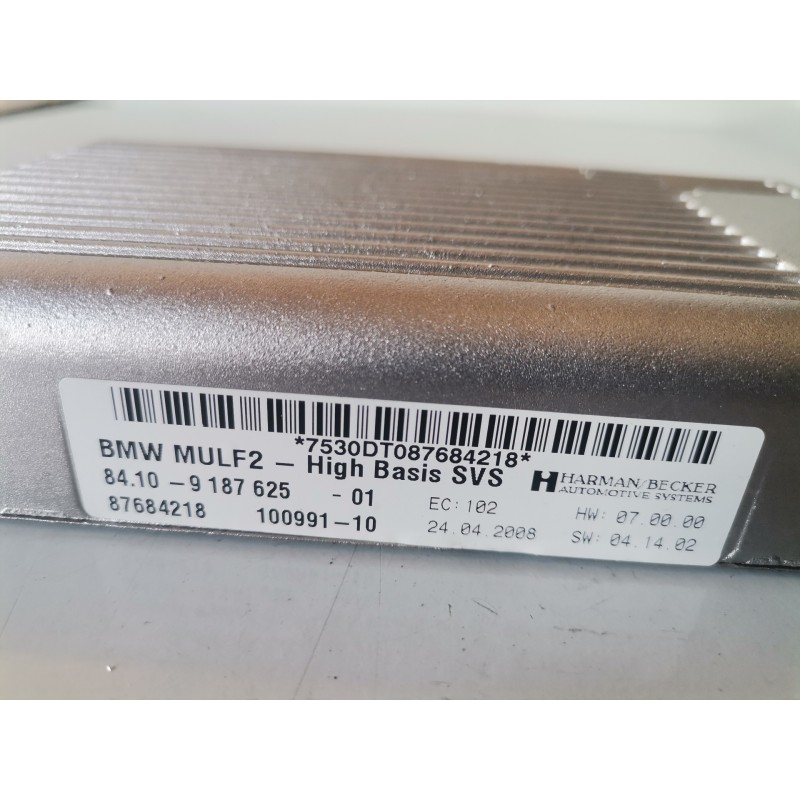 *7530DT087684218*
BMW MULF2 – High Basis SVS
HARMAN/BECKER
AUTOMOTIVE SYSTEMS
84.10 –9 187 625 - 01
EC: 102
HW: 07.00.00
87684218 100991–10
24.04.2008
SW: 04.14.02